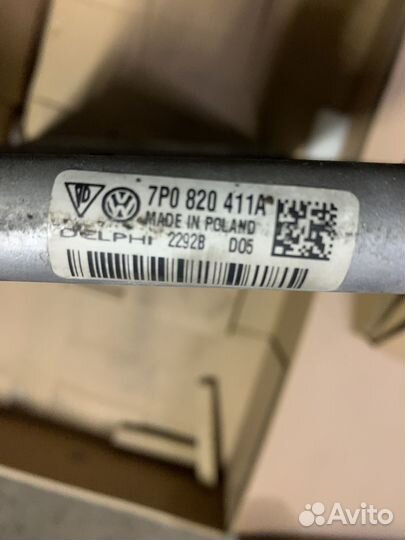 7P0 820 411A
MADE IN POLAND
DELPHI 2292B D05
Avito